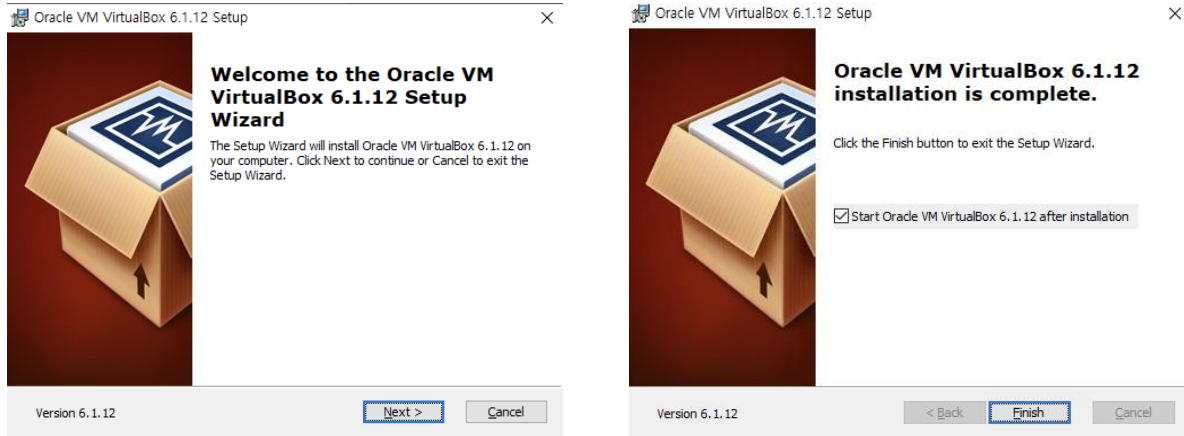 Oracle VM VirtualBox 6.1.12 Setup
Welcome to the Oracle VM
VirtualBox 6.1.12 Setup
Wizard
The Setup Wizard will install Oracle VM VirtualBox 6.1.12 on
your computer. Click Next to continue or Cancel to exit the
Setup Wizard.
Version 6.1.12
Next >
Cancel
Oracle VM VirtualBox 6.1.12 Setup
Oracle VM VirtualBox 6.1.12
installation is complete.
Click the Finish button to exit the Setup Wizard.
Start Oracle VM VirtualBox 6.1.12 after installation
Version 6.1.12
< Back
Finish
Cancel